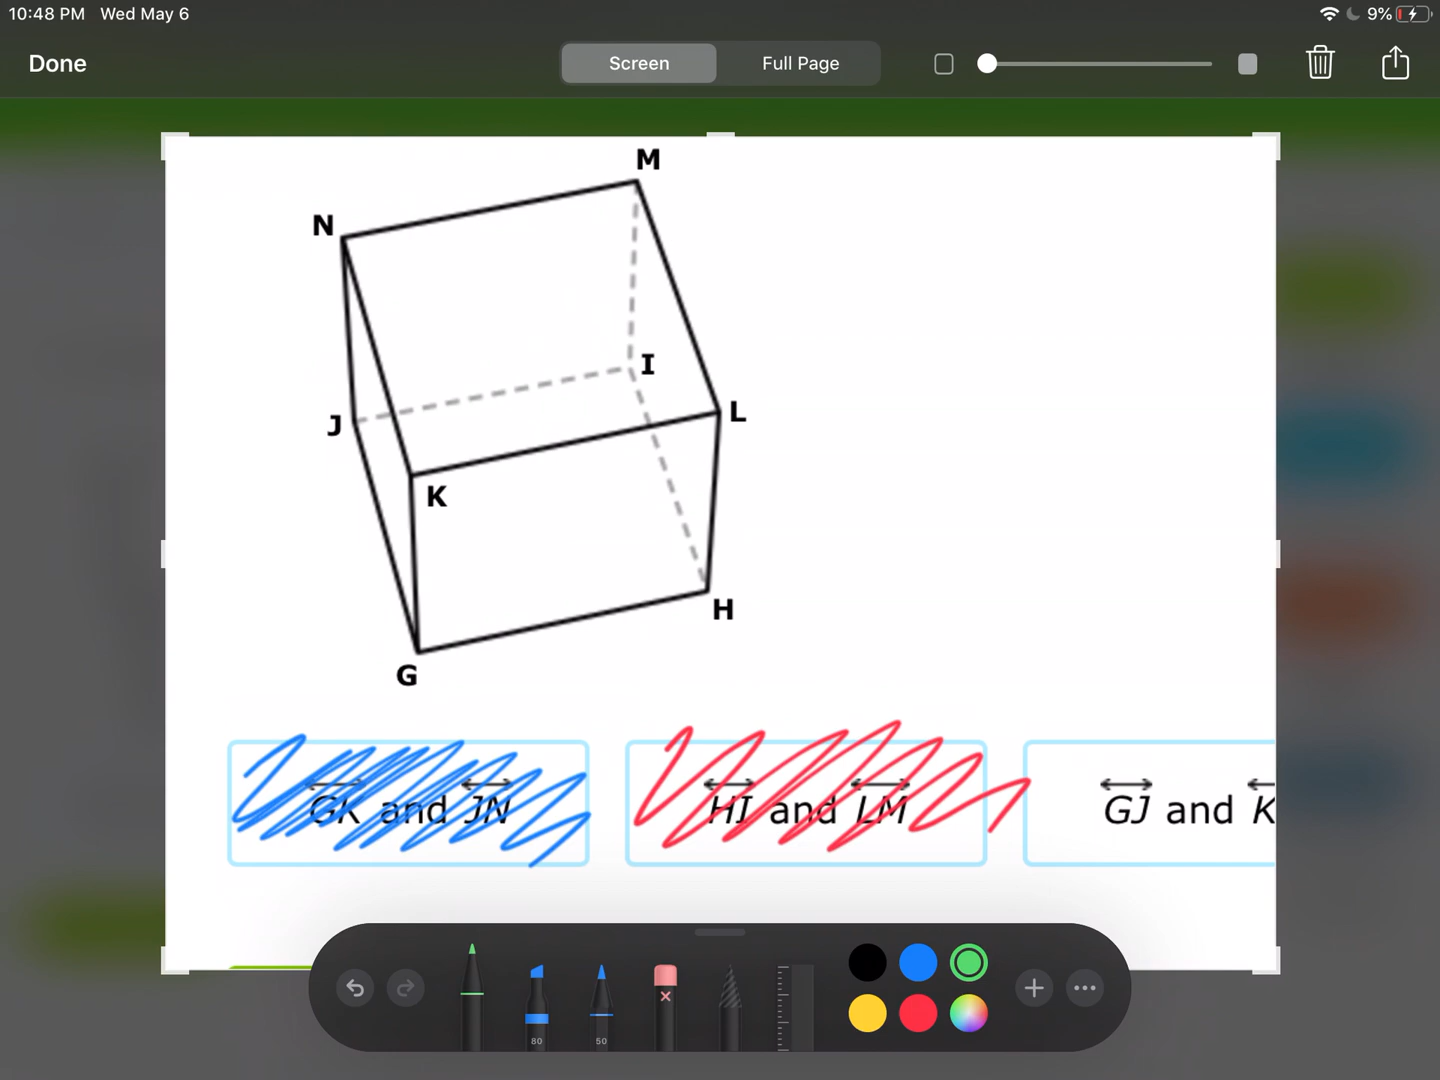 10:48 PM Wed May 6 9%
Done Screen Full Page
M
N
I
J
L
K
H
G
GK and JN HI and LM GJ and K
80 50